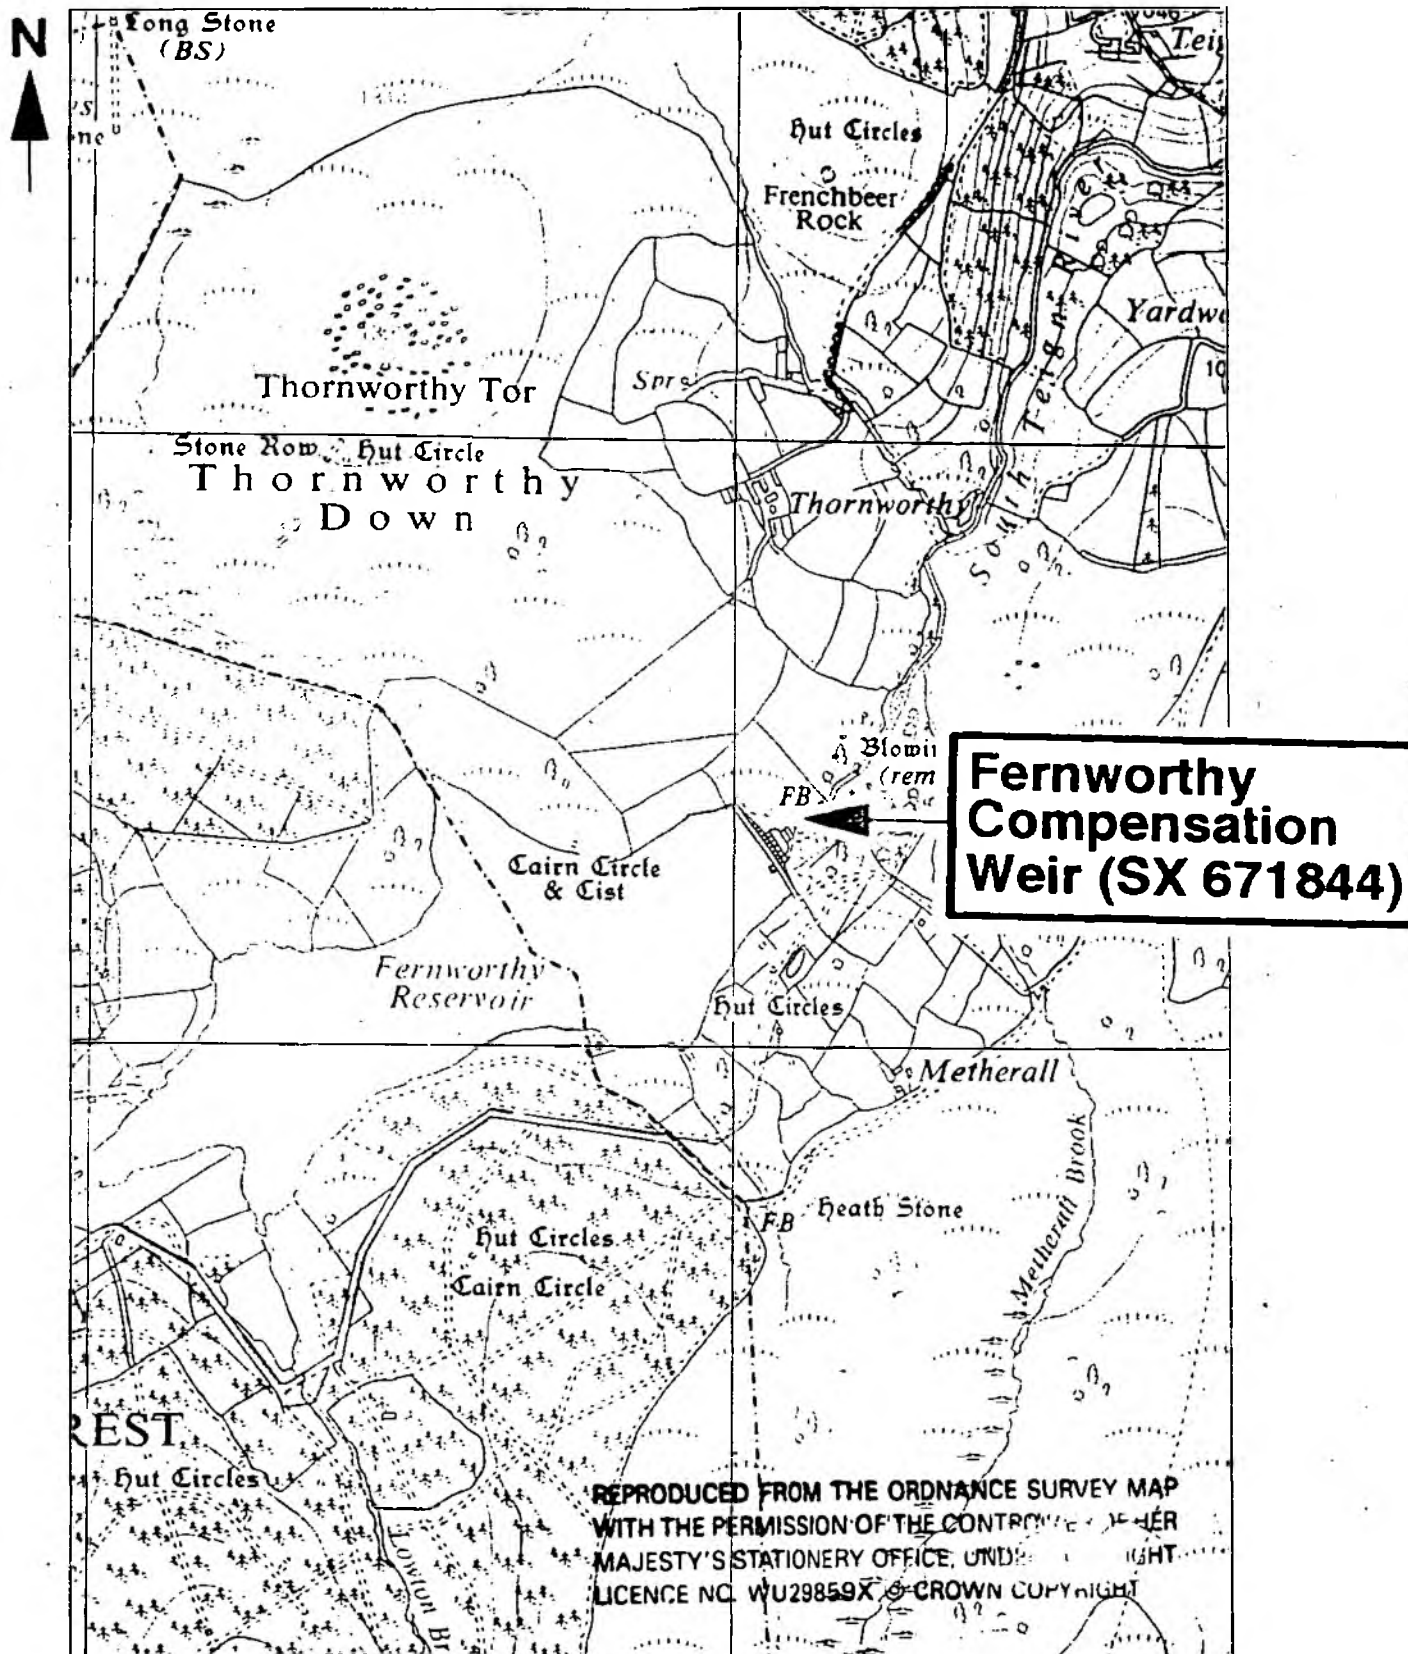 N
Long Stone
(BS)
Hut Circles
Frenchbeer
Rock
Thornworthy Tor
Spr
Stone Row
Hut Circle
Thornworthy
Down
Thornworthy
South Teign River
FB
Fernworthy
Compensation
Weir (SX 671844)
Cairn Circle
& Cist
Fernworthy
Reservoir
Hut Circles
Metherall
Metherall Brook
Heath Stone
FB
Hut Circles
Cairn Circle
Hut Circles
REPRODUCED FROM THE ORDNANCE SURVEY MAP
WITH THE PERMISSION OF THE HER
MAJESTY'S STATIONERY OFFICE,
LICENCE NO. WU29859X © CROWN COPYRIGHT